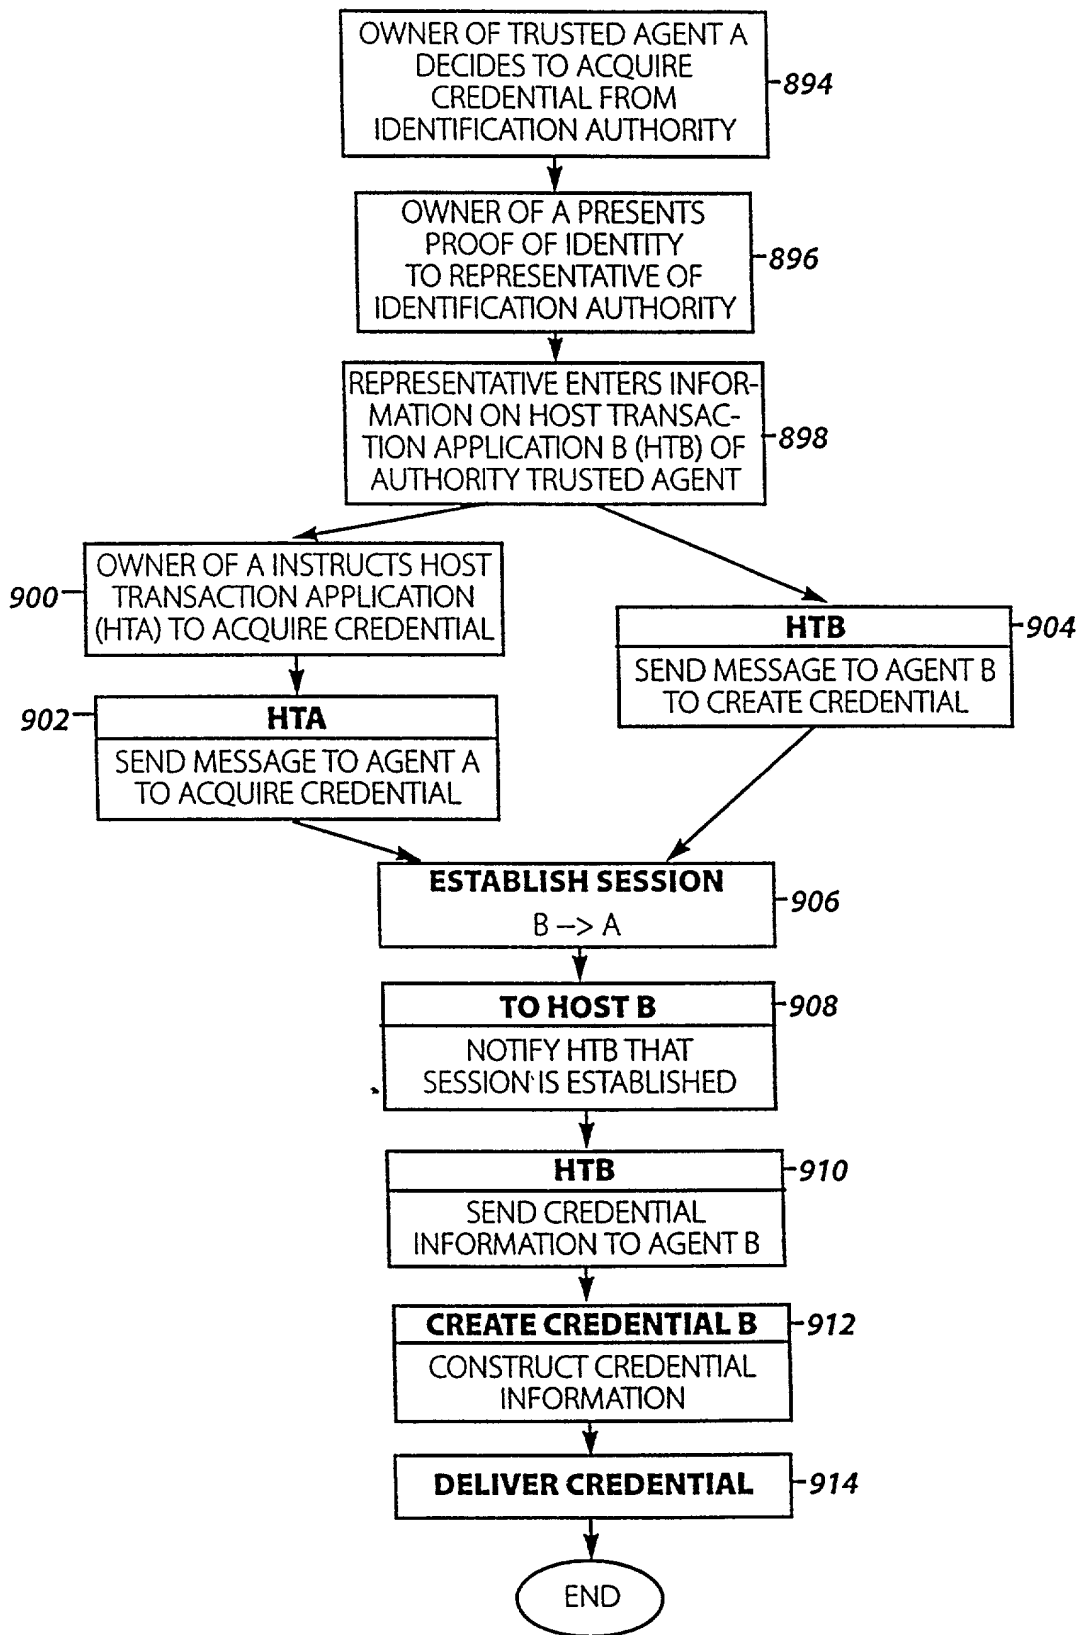 OWNER OF TRUSTED AGENT A
DECIDES TO ACQUIRE
CREDENTIAL FROM
IDENTIFICATION AUTHORITY
894
OWNER OF A PRESENTS
PROOF OF IDENTITY
TO REPRESENTATIVE OF
IDENTIFICATION AUTHORITY
896
REPRESENTATIVE ENTERS INFOR-
MATION ON HOST TRANSAC-
TION APPLICATION B (HTB) OF
AUTHORITY TRUSTED AGENT
898
OWNER OF A INSTRUCTS HOST
TRANSACTION APPLICATION
(HTA) TO ACQUIRE CREDENTIAL
900
HTB
904
SEND MESSAGE TO AGENT B
TO CREATE CREDENTIAL
902
HTA
SEND MESSAGE TO AGENT A
TO ACQUIRE CREDENTIAL
ESTABLISH SESSION
B --> A
906
TO HOST B
908
NOTIFY HTB THAT
SESSION IS ESTABLISHED
HTB
910
SEND CREDENTIAL
INFORMATION TO AGENT B
CREATE CREDENTIAL B
912
CONSTRUCT CREDENTIAL
INFORMATION
DELIVER CREDENTIAL
914
END